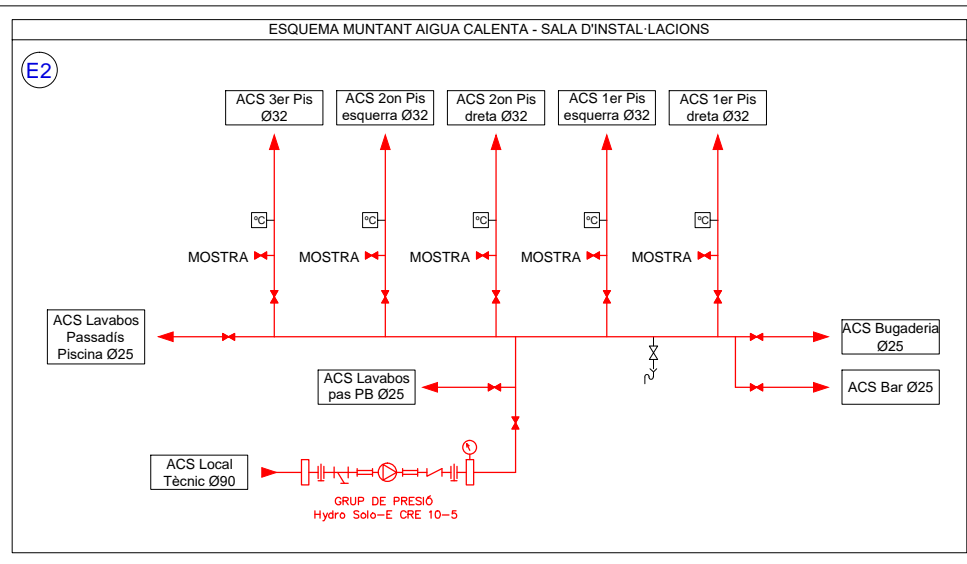 ESQUEMA MUNTANT AIGUA CALENTA - SALA D'INSTAL·LACIONS
E2
ACS 3er Pis
Ø32
ACS 2on Pis
esquerra Ø32
ACS 2on Pis
dreta Ø32
ACS 1er Pis
esquerra Ø32
ACS 1er Pis
dreta Ø32
ºC
ºC
ºC
ºC
ºC
MOSTRA
MOSTRA
MOSTRA
MOSTRA
MOSTRA
ACS Lavabos
Passadís
Piscina Ø25
ACS Bugaderia
Ø25
ACS Lavabos
pas PB Ø25
ACS Bar Ø25
ACS Local
Tècnic Ø90
GRUP DE PRESIÓ
Hydro Solo-E CRE 10-5